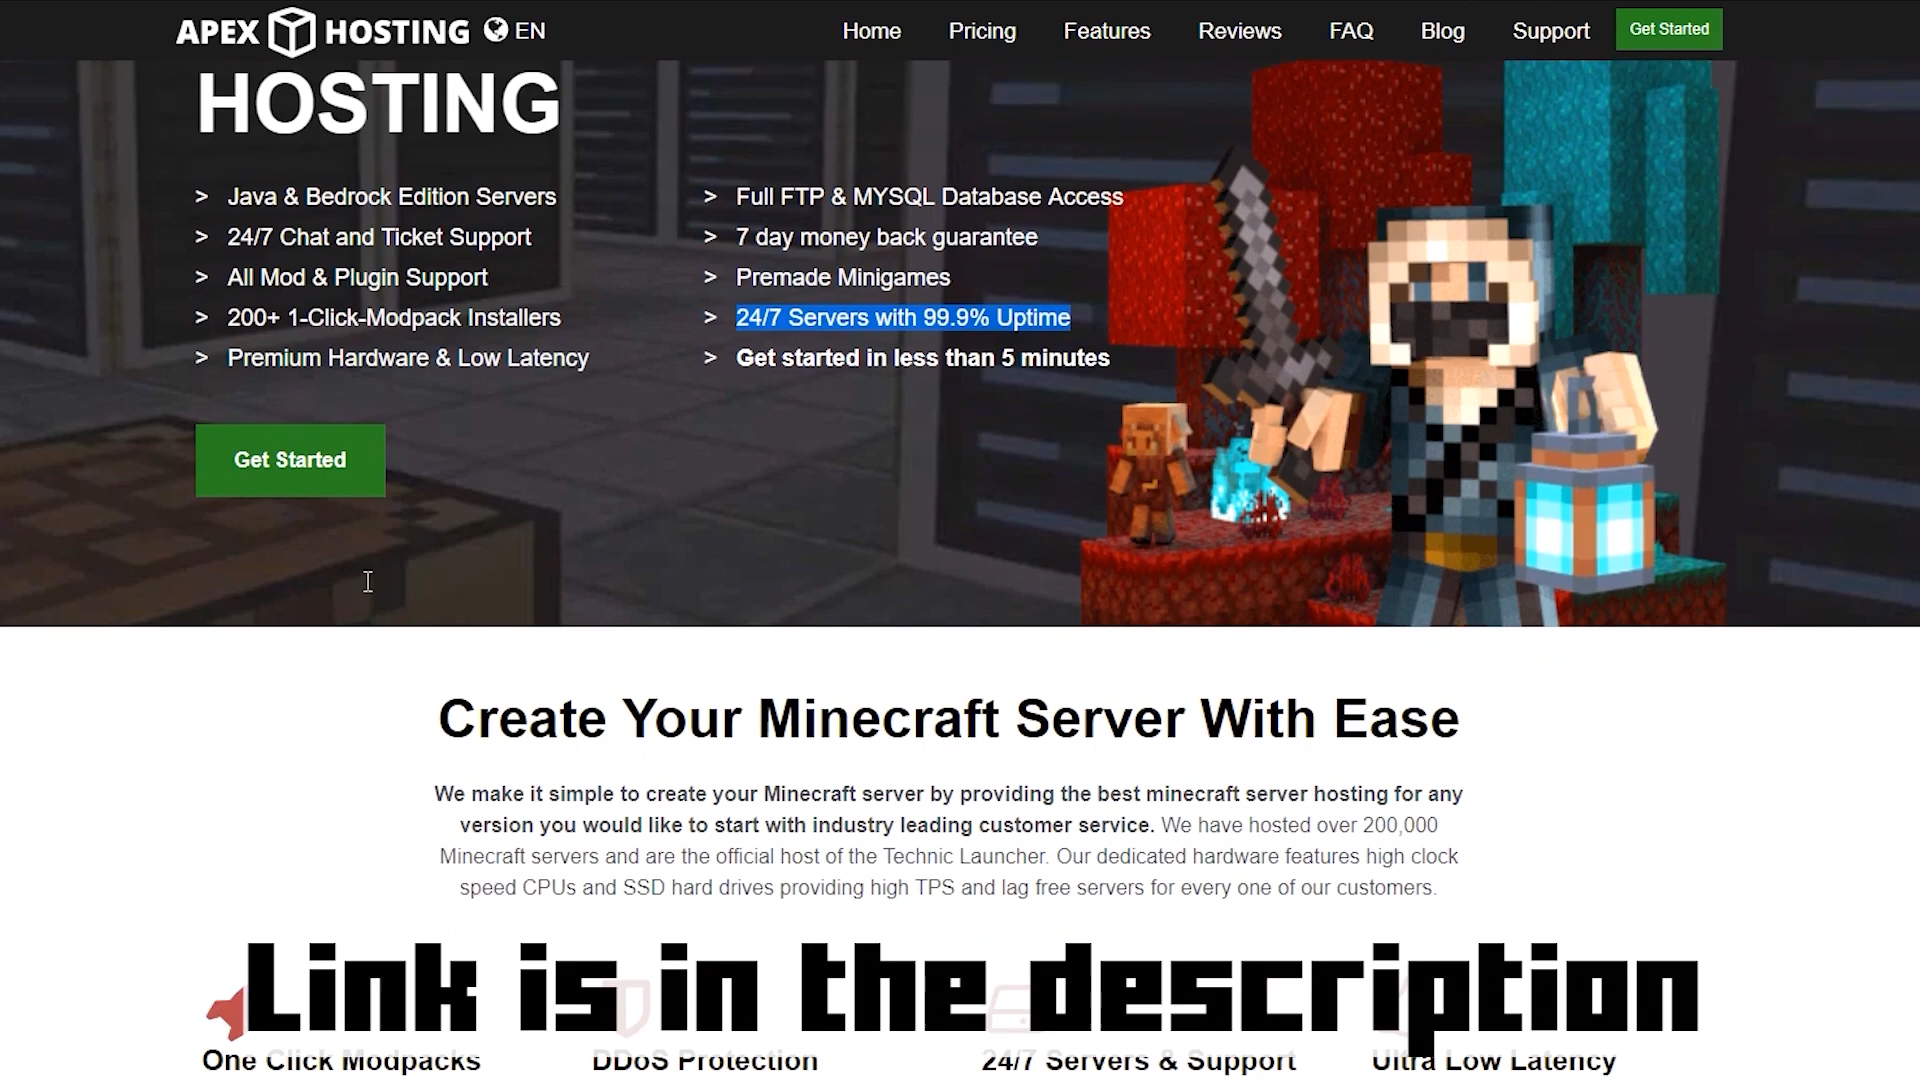 APEX HOSTING EN Home Pricing Features Reviews FAQ Blog Support Get Started
HOSTING
> Java & Bedrock Edition Servers
> 24/7 Chat and Ticket Support
> All Mod & Plugin Support
> 200+ 1-Click-Modpack Installers
> Premium Hardware & Low Latency
> Full FTP & MYSQL Database Access
> 7 day money back guarantee
> Premade Minigames
> 24/7 Servers with 99.9% Uptime
> Get started in less than 5 minutes
Get Started
Create Your Minecraft Server With Ease
We make it simple to create your Minecraft server by providing the best minecraft server hosting for any
version you would like to start with industry leading customer service. We have hosted over 200,000
Minecraft servers and are the official host of the Technic Launcher. Our dedicated hardware features high clock
speed CPUs and SSD hard drives providing high TPS and lag free servers for every one of our customers.
Link is in the description
One Click Modpacks
DDoS Protection
24/7 Servers & Support
Ultra Low Latency